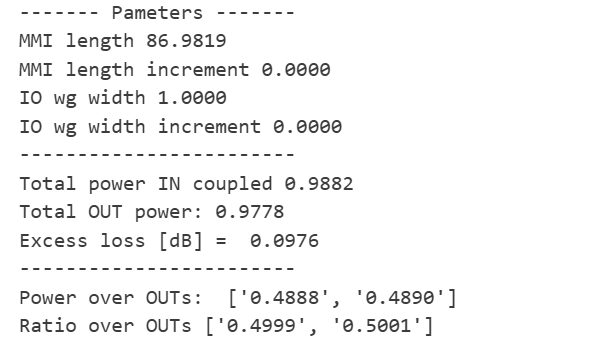 ------- Pameters -------
MMI length 86.9819
MMI length increment 0.0000
IO wg width 1.0000
IO wg width increment 0.0000
------------------------
Total power IN coupled 0.9882
Total OUT power: 0.9778
Excess loss [dB] =  0.0976
------------------------
Power over OUTs:  ['0.4888', '0.4890']
Ratio over OUTs ['0.4999', '0.5001']